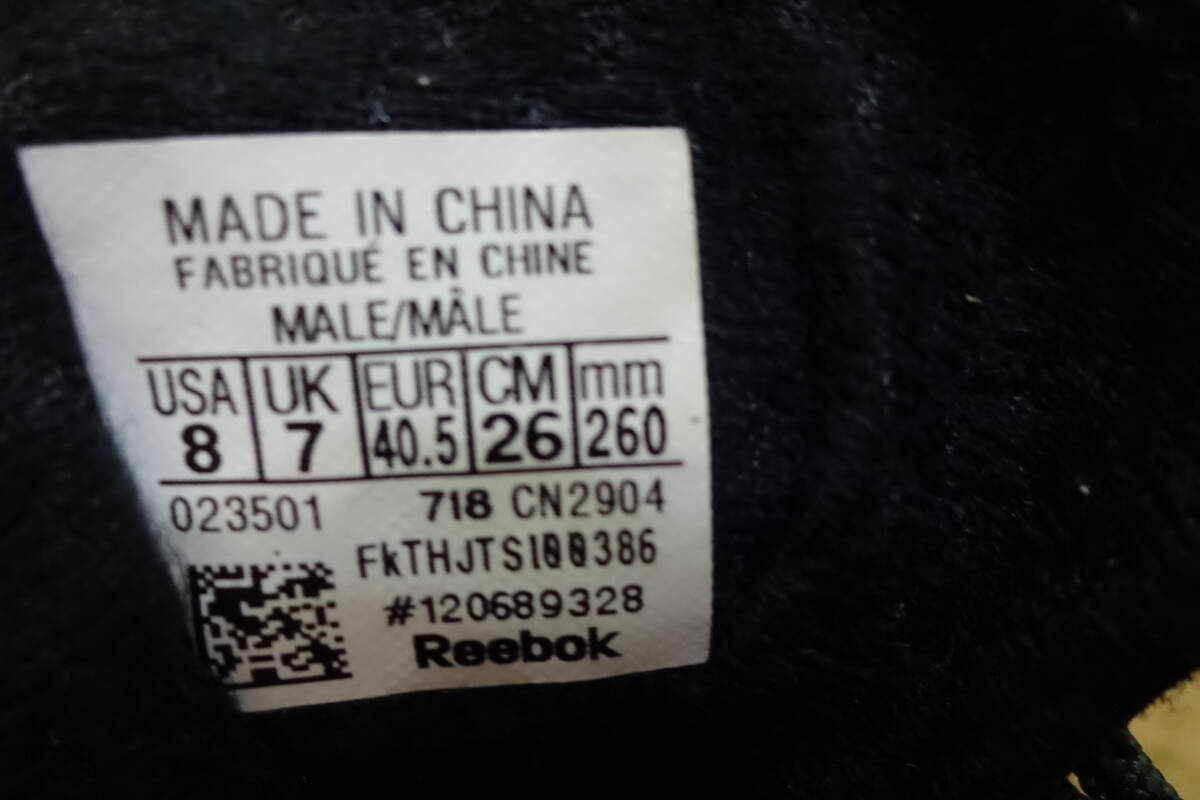 MADE IN CHINA
FABRIQUÉ EN CHINE
MALE/MÂLE
USA UK EUR CM mm
8 7 40.5 26 260
023501 718 CN2904
FkTHJTS100386
#120689328
Reebok